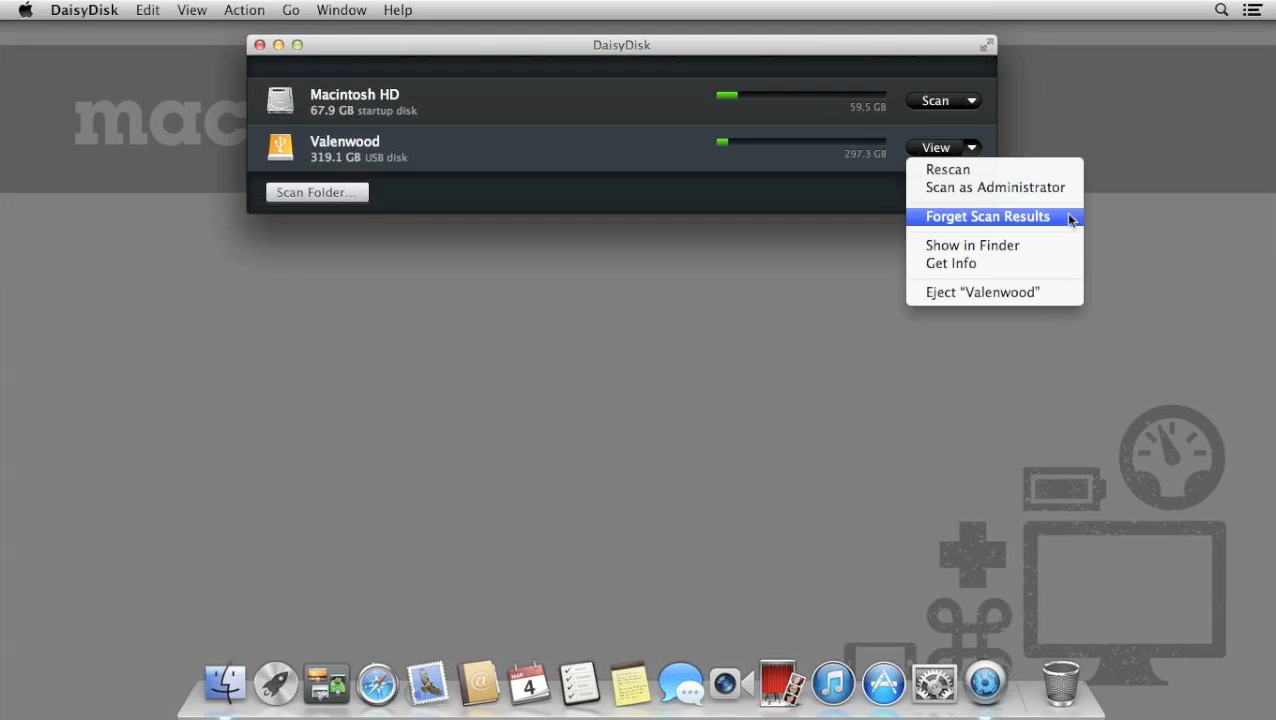 DaisyDisk Edit View Action Go Window Help
DaisyDisk
mac
Macintosh HD
67.9 GB startup disk
59.5 GB
Scan
Valenwood
319.1 GB USB disk
297.3 GB
View
Scan Folder...
Rescan
Scan as Administrator
Forget Scan Results
Show in Finder
Get Info
Eject “Valenwood”
MAR
4